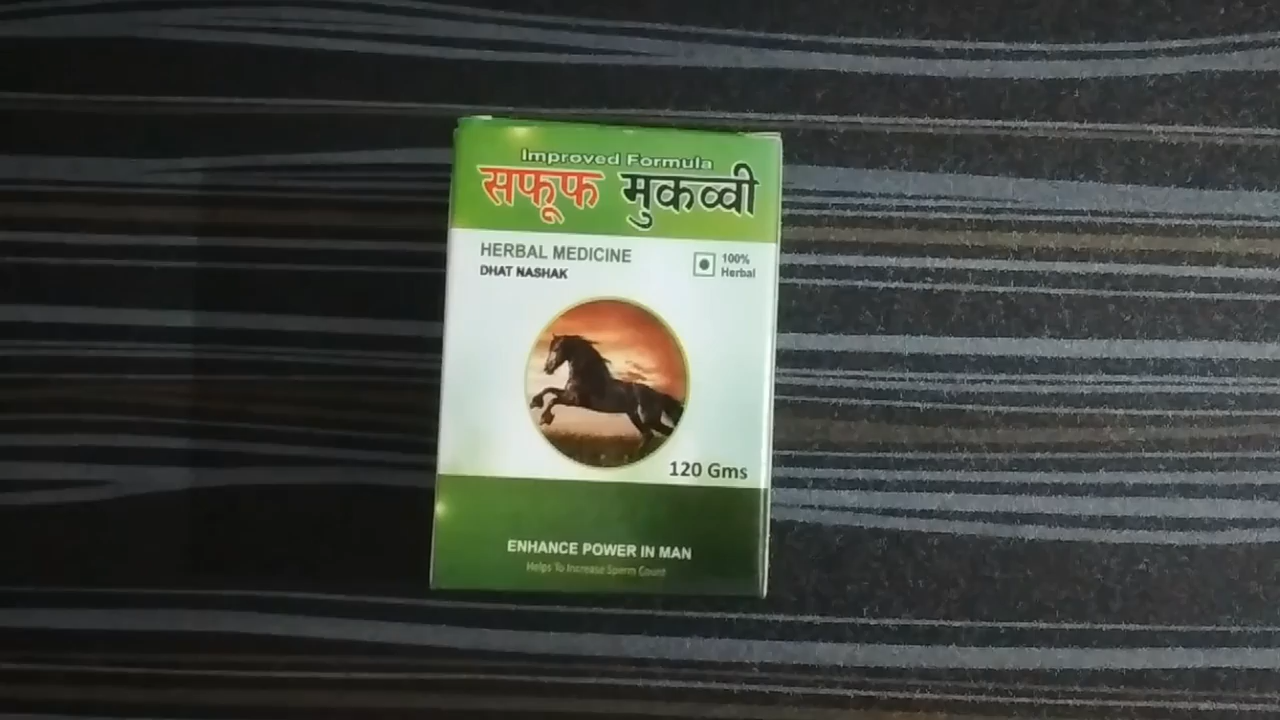 Improved Formula
सफूफ मुकव्वी
HERBAL MEDICINE
DHAT NASHAK
100%
Herbal
120 Gms
ENHANCE POWER IN MAN
Helps To Increase Sperm Count